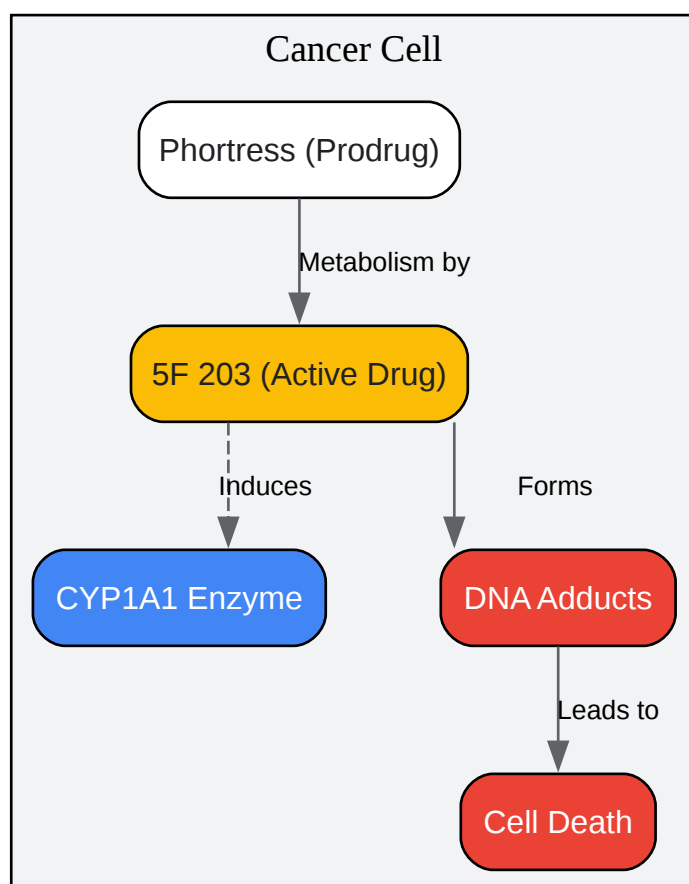 Cancer Cell
Phortress (Prodrug)
Metabolism by
5F 203 (Active Drug)
Induces
Forms
CYP1A1 Enzyme
DNA Adducts
Leads to
Cell Death